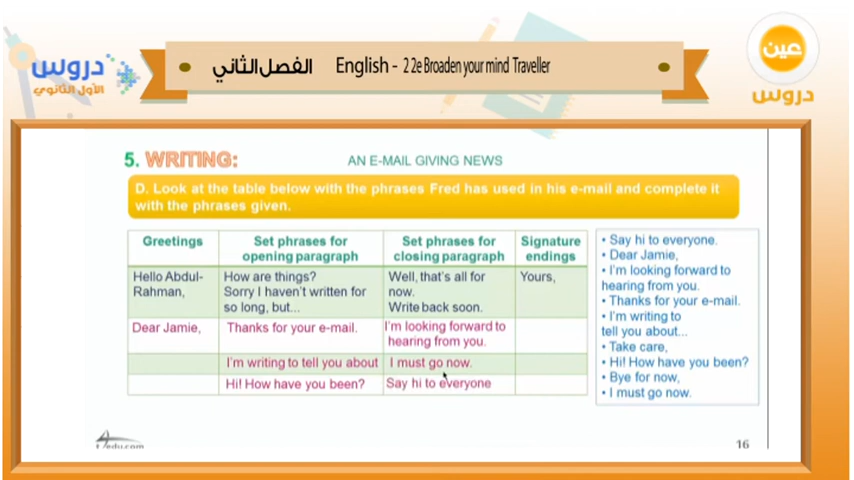 دروس
الأول الثانوي
الفصل الثاني English - 2 2e Broaden your mind Traveller
عين
دروس
5. WRITING: AN E-MAIL GIVING NEWS
D. Look at the table below with the phrases Fred has used in his e-mail and complete it
with the phrases given.
Greetings
Set phrases for
opening paragraph
Set phrases for
closing paragraph
Signature
endings
Hello Abdul-
Rahman,
How are things?
Sorry I haven't written for
so long, but...
Well, that's all for
now.
Write back soon.
Yours,
Dear Jamie,
Thanks for your e-mail.
I'm looking forward to
hearing from you.
I'm writing to tell you about
I must go now.
Hi! How have you been?
Say hi to everyone
• Say hi to everyone.
• Dear Jamie,
• I'm looking forward to
hearing from you.
• Thanks for your e-mail.
• I'm writing to
tell you about...
• Take care,
• Hi! How have you been?
• Bye for now,
• I must go now.
16